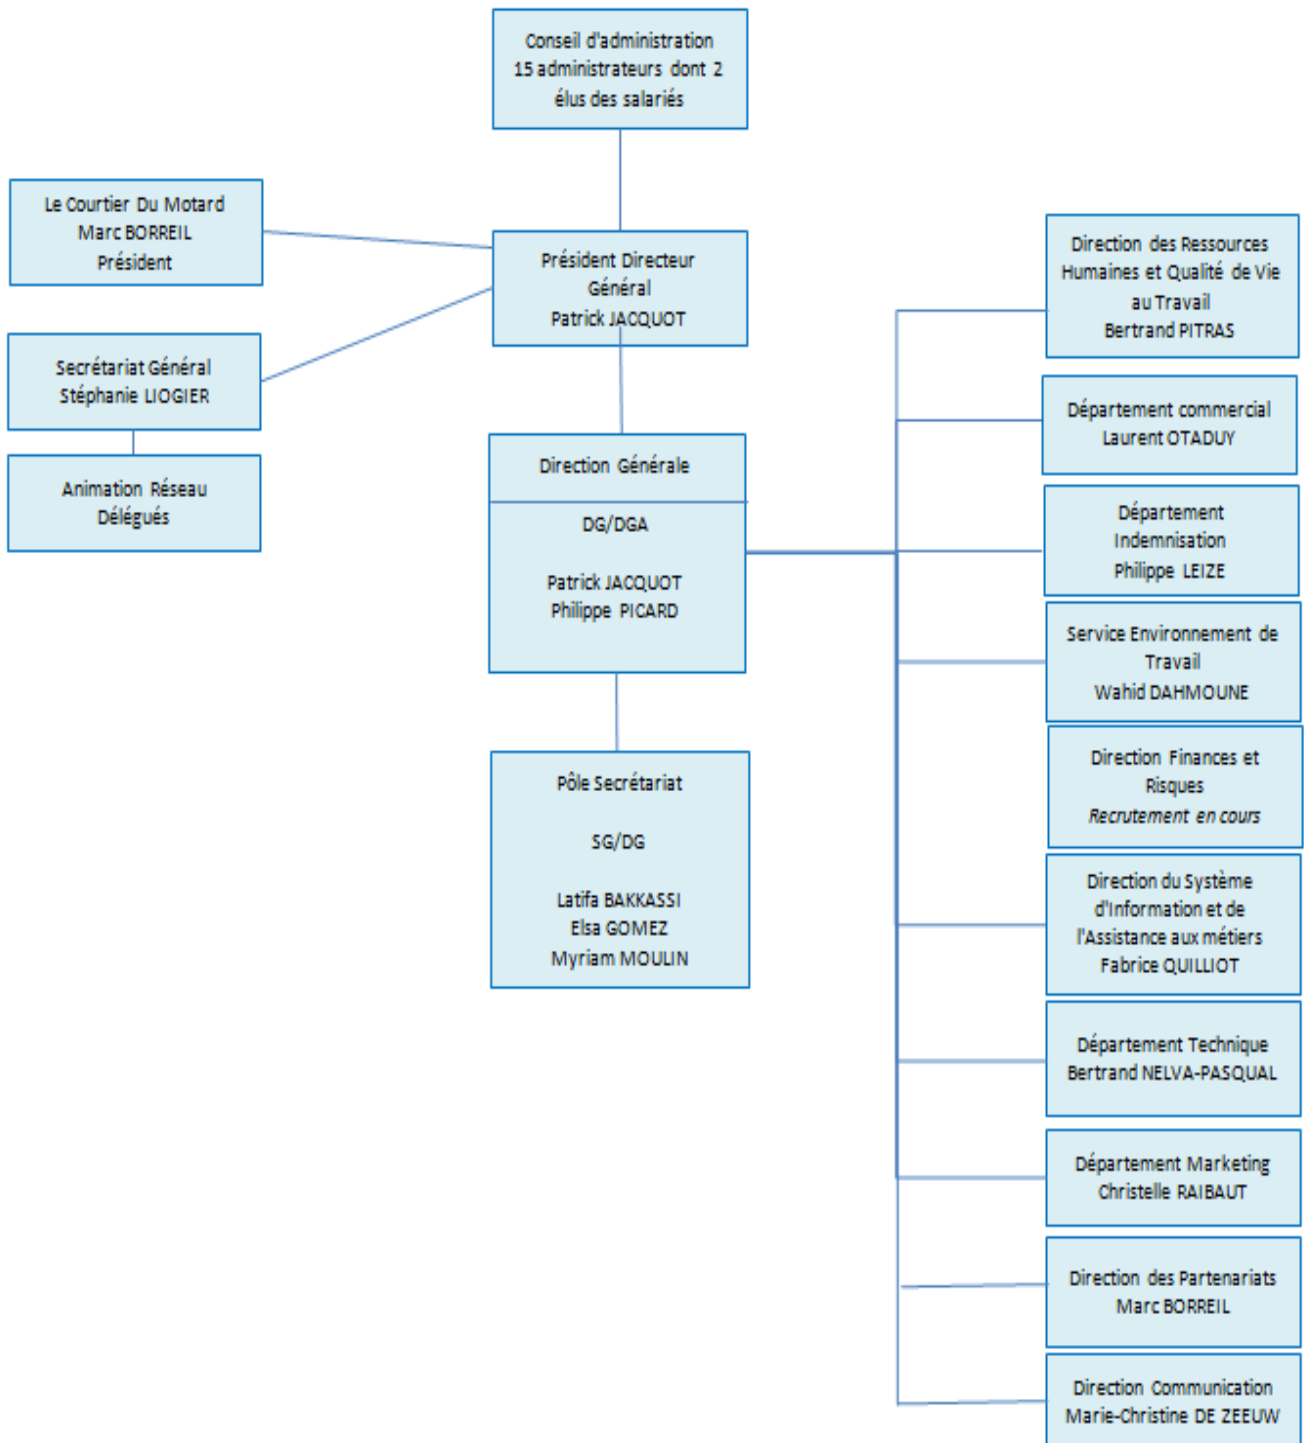 Conseil d'administration
15 administrateurs dont 2
élus des salariés
Le Courtier Du Motard
Marc BORREIL
Président
Président Directeur
Général
Patrick JACQUOT
Secrétariat Général
Stéphanie LIOGIER
Animation Réseau
Délégués
Direction Générale
DG/DGA
Patrick JACQUOT
Philippe PICARD
Pôle Secrétariat
SG/DG
Latifa BAKKASSI
Elsa GOMEZ
Myriam MOULIN
Direction des Ressources
Humaines et Qualité de Vie
au Travail
Bertrand PITRAS
Département commercial
Laurent OTADUY
Département
Indemnisation
Philippe LEIZE
Service Environnement de
Travail
Wahid DAHMOUNE
Direction Finances et
Risques
Recrutement en cours
Direction du Système
d'Information et de
l'Assistance aux métiers
Fabrice QUILLIOT
Département Technique
Bertrand NELVA-PASQUAL
Département Marketing
Christelle RAIBAUT
Direction des Partenariats
Marc BORREIL
Direction Communication
Marie-Christine DE ZEEUW